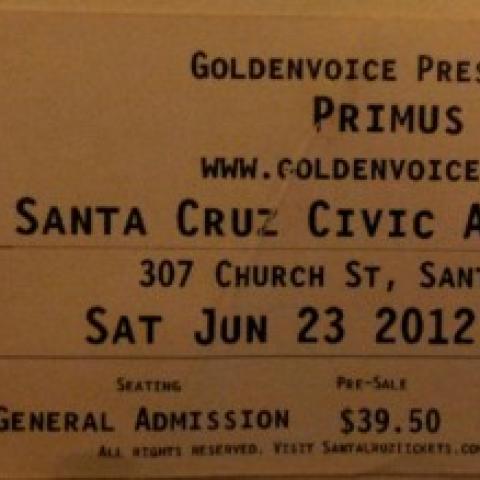 GOLDENVOICE PRES
PRIMUS
WWW.GOLDENVOICE
SANTA CRUZ CIVIC A
307 CHURCH ST, SANT
SAT JUN 23 2012
SEATING PRE-SALE
GENERAL ADMISSION $39.50
ALL RIGHTS RESERVED. VISIT SANTACRUZTICKETS.CO